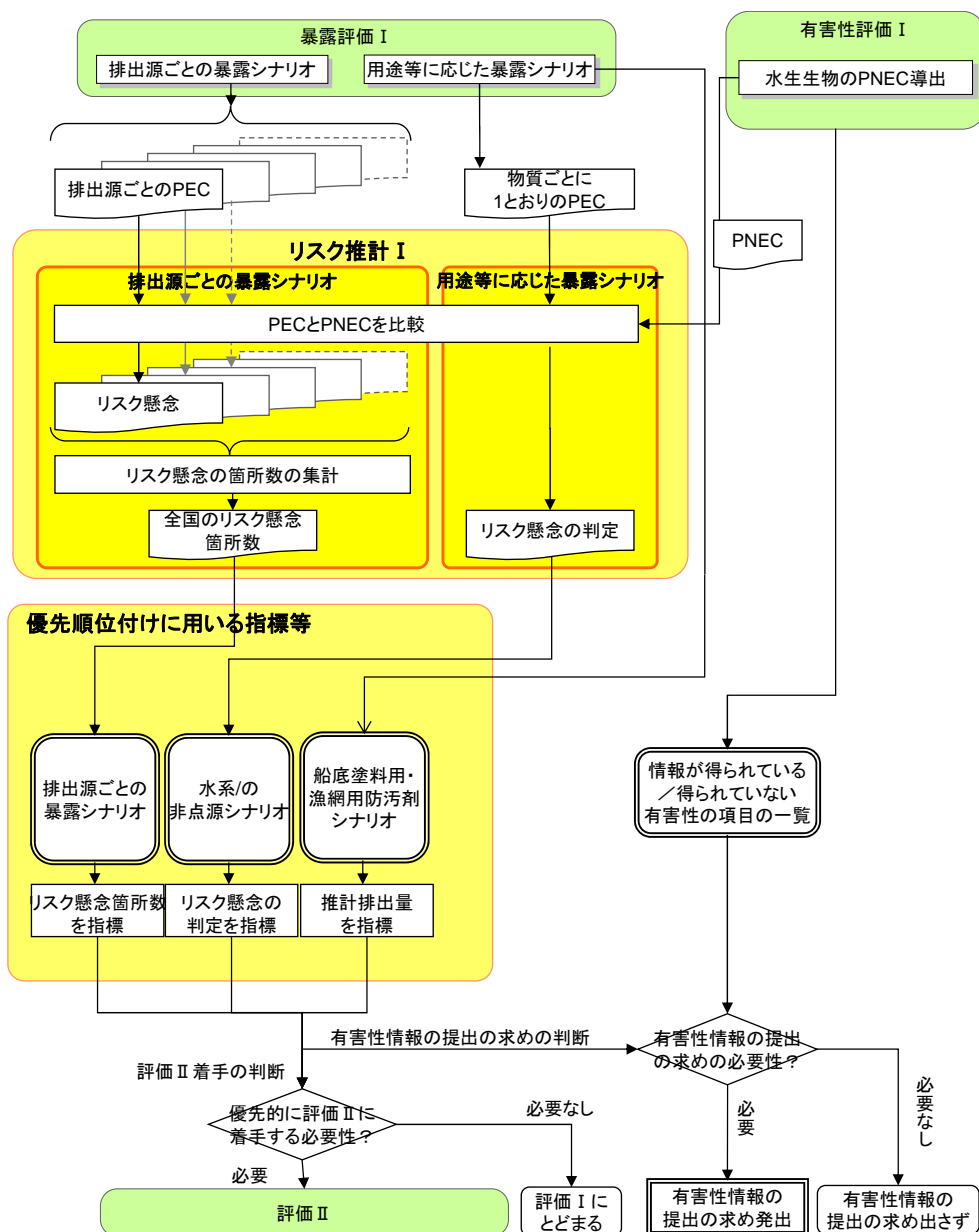 暴露評価Ⅰ
排出源ごとの暴露シナリオ
用途等に応じた暴露シナリオ
有害性評価Ⅰ
水生生物のPNEC導出
排出源ごとのPEC
物質ごとに
1とおりのPEC
PNEC
リスク推計Ⅰ
排出源ごとの暴露シナリオ
用途等に応じた暴露シナリオ
PECとPNECを比較
リスク懸念
リスク懸念の箇所数の集計
全国のリスク懸念
箇所数
リスク懸念の判定
優先順位付けに用いる指標等
排出源ごとの
暴露シナリオ
水系/の
非点源シナリオ
船底塗料用・
漁網用防汚剤
シナリオ
情報が得られている
／得られていない
有害性の項目の一覧
リスク懸念箇所数
を指標
リスク懸念の
判定を指標
推計排出量
を指標
有害性情報の提出の求めの判断
有害性情報の提出
の求めの必要性？
評価Ⅱ着手の判断
優先的に評価Ⅱに
着手する必要性？
必要なし
必要
必要なし
必要
評価Ⅱ
評価Ⅰに
とどまる
有害性情報の
提出の求め発出
有害性情報の
提出の求め出さず